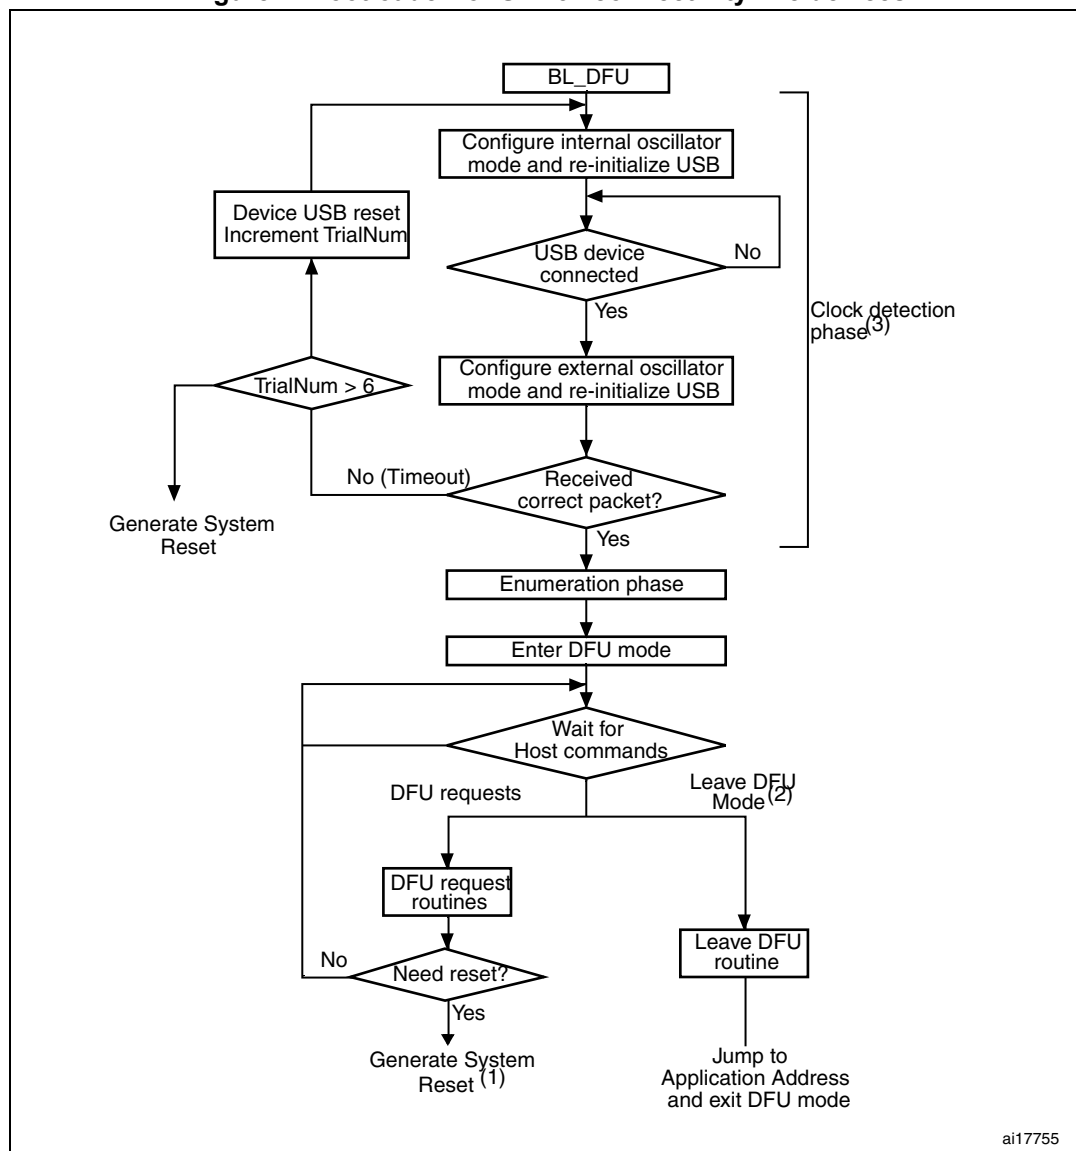 BL_DFU
Configure internal oscillator
mode and re-initialize USB
Device USB reset
Increment TrialNum
USB device
connected
No
Yes
Clock detection
phase(3)
Configure external oscillator
mode and re-initialize USB
TrialNum > 6
No (Timeout)
Received
correct packet?
Generate System
Reset
Yes
Enumeration phase
Enter DFU mode
Wait for
Host commands
DFU requests
Leave DFU
Mode(2)
DFU request
routines
Leave DFU
routine
No
Need reset?
Yes
Generate System
Reset (1)
Jump to
Application Address
and exit DFU mode
ai17755